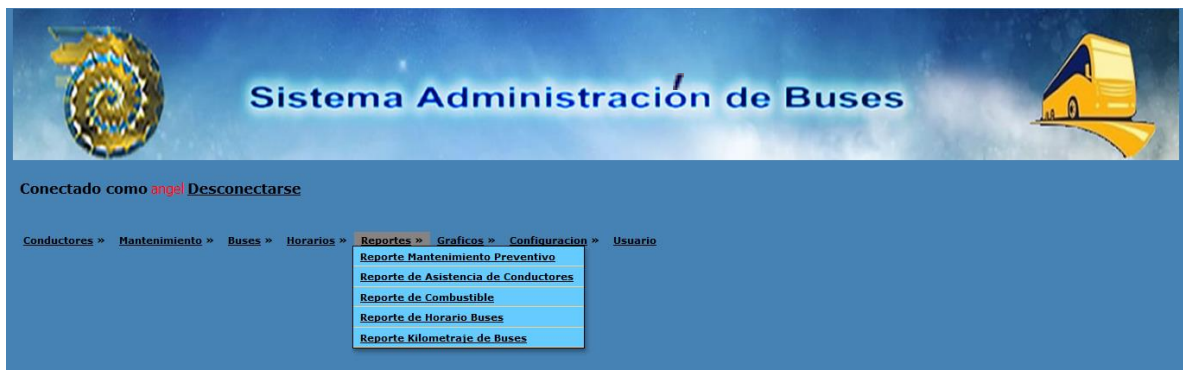 Sistema Administración de Buses
Conectado como angel Desconectarse
Conductores » Mantenimiento » Buses » Horarios » Reportes » Graficos » Configuracion » Usuario
Reporte Mantenimiento Preventivo
Reporte de Asistencia de Conductores
Reporte de Combustible
Reporte de Horario Buses
Reporte Kilometraje de Buses